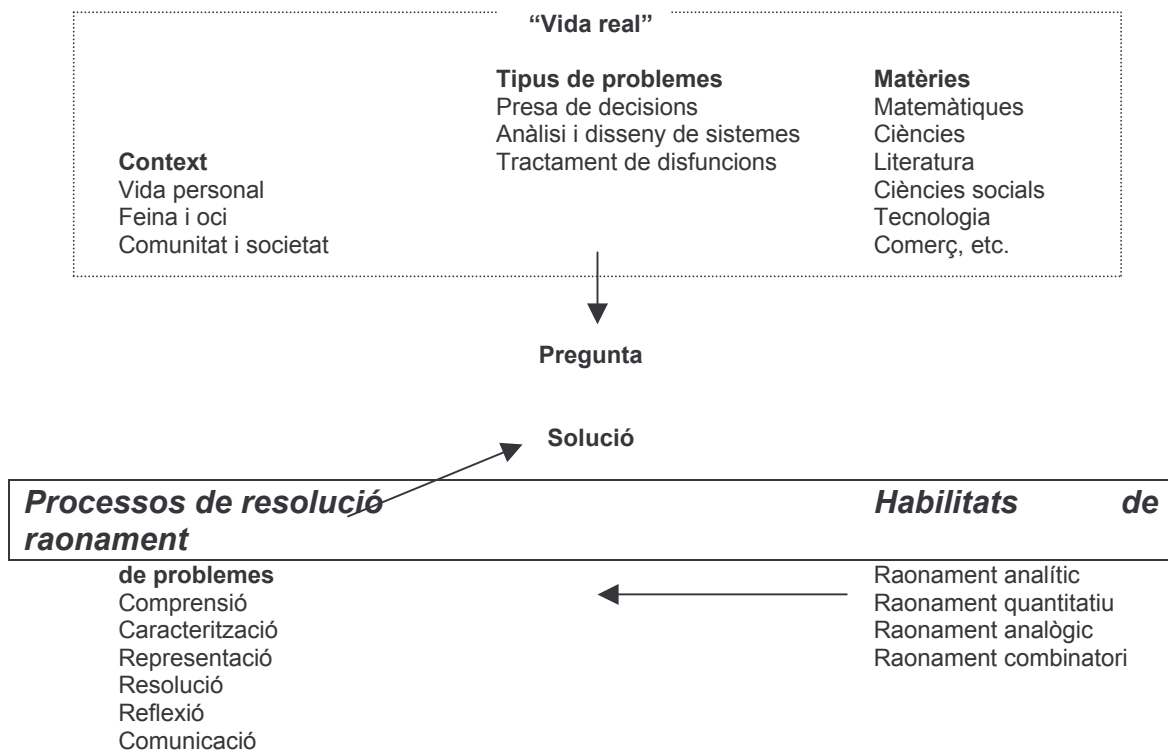 “Vida real”
Context
Vida personal
Feina i oci
Comunitat i societat
Tipus de problemes
Presa de decisions
Anàlisi i disseny de sistemes
Tractament de disfuncions
Matèries
Matemàtiques
Ciències
Literatura
Ciències socials
Tecnologia
Comerç, etc.
Pregunta
Solució
Processos de resolució Habilitats de
raonament
de problemes
Comprensió
Caracterització
Representació
Resolució
Reflexió
Comunicació
Raonament analític
Raonament quantitatiu
Raonament analògic
Raonament combinatori